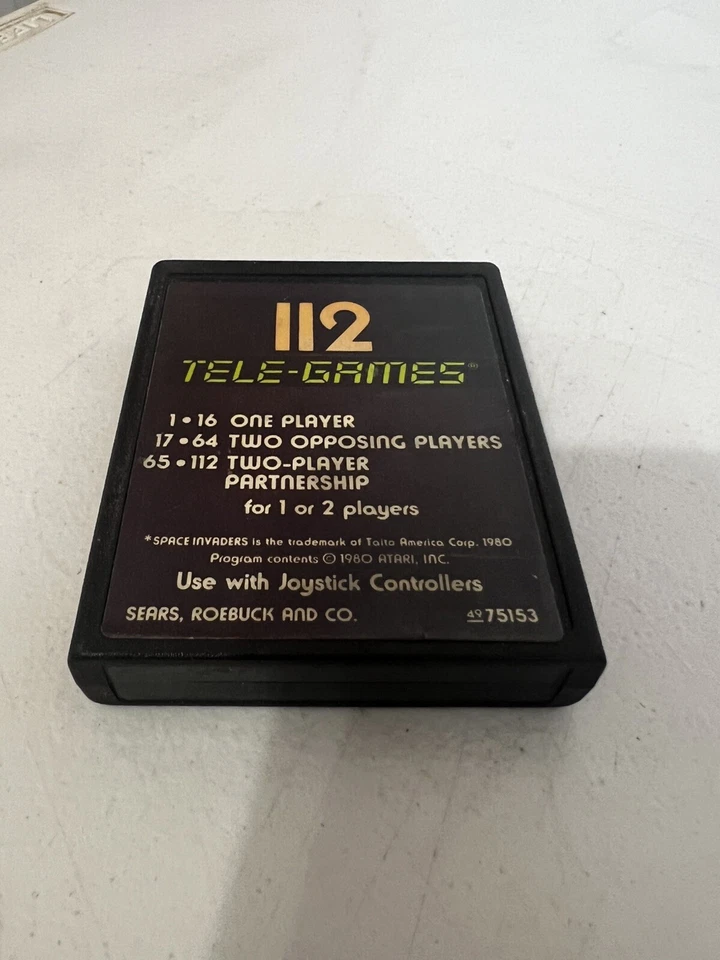 112
TELE-GAMES®
1•16 ONE PLAYER
17•64 TWO OPPOSING PLAYERS
65•112 TWO-PLAYER
PARTNERSHIP
for 1 or 2 players
*SPACE INVADERS is the trademark of Taito America Corp. 1980
Program contents © 1980 ATARI, INC.
Use with Joystick Controllers
SEARS, ROEBUCK AND CO. 49 75153